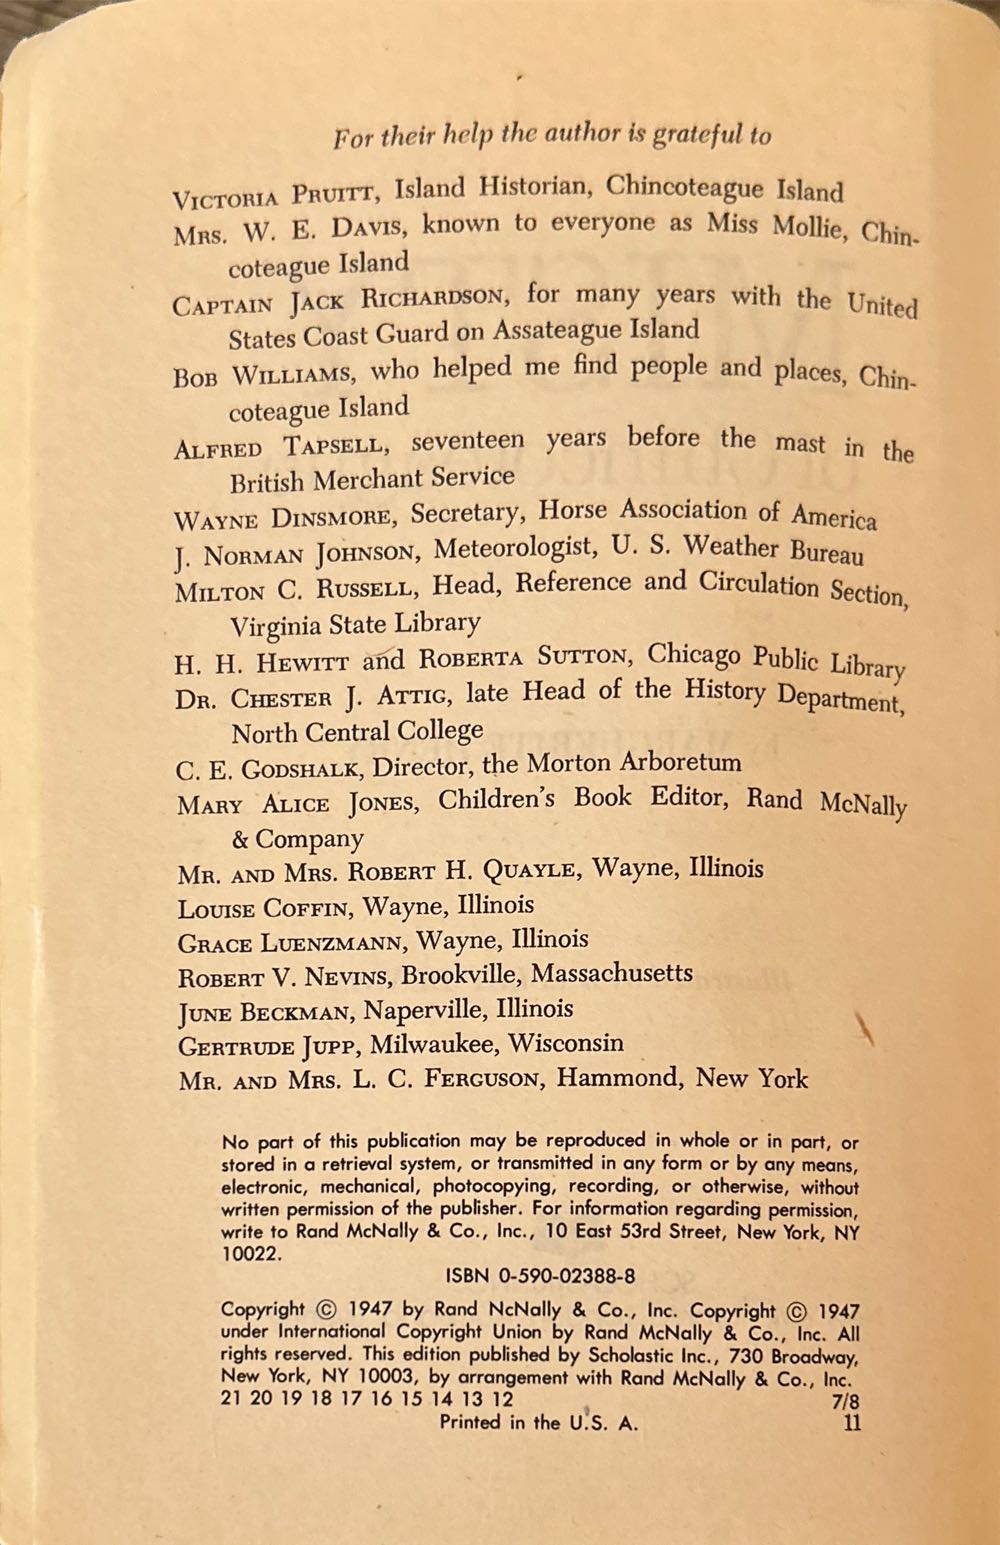 For their help the author is grateful to
VICTORIA PRUITT, Island Historian, Chincoteague Island
MRS. W. E. DAVIS, known to everyone as Miss Mollie, Chin-
coteague Island
CAPTAIN JACK RICHARDSON, for many years with the United
States Coast Guard on Assateague Island
BOB WILLIAMS, who helped me find people and places, Chin-
coteague Island
ALFRED TAPSELL, seventeen years before the mast in the
British Merchant Service
WAYNE DINSMORE, Secretary, Horse Association of America
J. NORMAN JOHNSON, Meteorologist, U. S. Weather Bureau
MILTON C. RUSSELL, Head, Reference and Circulation Section,
Virginia State Library
H. H. HEWITT and ROBERTA SUTTON, Chicago Public Library
DR. CHESTER J. ATTIG, late Head of the History Department,
North Central College
C. E. GODSHALK, Director, the Morton Arboretum
MARY ALICE JONES, Children's Book Editor, Rand McNally
& Company
MR. AND MRS. ROBERT H. QUAYLE, Wayne, Illinois
LOUISE COFFIN, Wayne, Illinois
GRACE LUENZMANN, Wayne, Illinois
ROBERT V. NEVINS, Brookville, Massachusetts
JUNE BECKMAN, Naperville, Illinois
GERTRUDE JUPP, Milwaukee, Wisconsin
MR. AND MRS. L. C. FERGUSON, Hammond, New York
No part of this publication may be reproduced in whole or in part, or
stored in a retrieval system, or transmitted in any form or by any means,
electronic, mechanical, photocopying, recording, or otherwise, without
written permission of the publisher. For information regarding permission,
write to Rand McNally & Co., Inc., 10 East 53rd Street, New York, NY
10022.
ISBN 0-590-02388-8
Copyright © 1947 by Rand NcNally & Co., Inc. Copyright © 1947
under International Copyright Union by Rand McNally & Co., Inc. All
rights reserved. This edition published by Scholastic Inc., 730 Broadway,
New York, NY 10003, by arrangement with Rand McNally & Co., Inc.
21 20 19 18 17 16 15 14 13 12 7/8
Printed in the U.S. A. 11